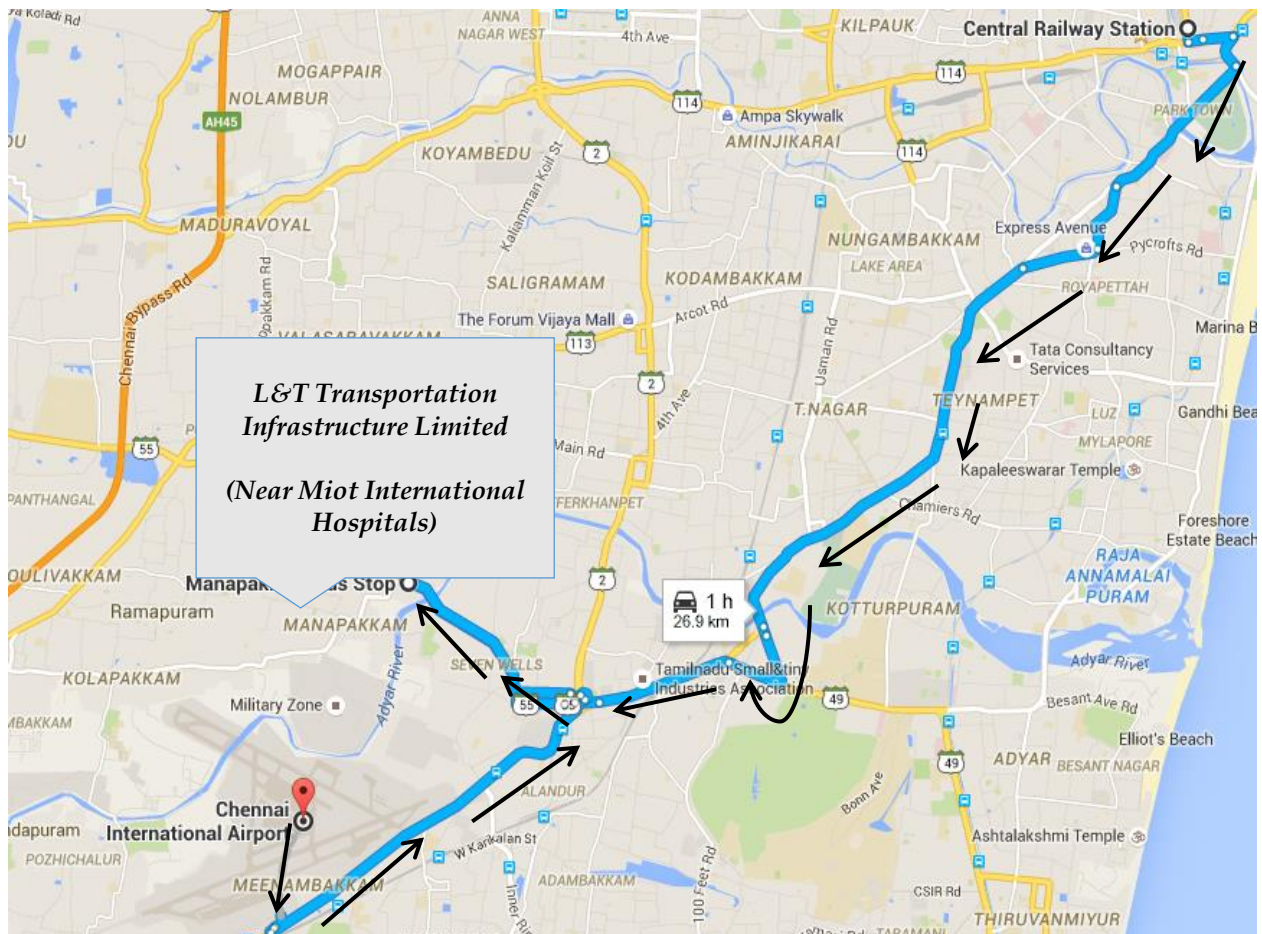 ya Koladi Rd
ANNA
NAGAR WEST
4th Ave
KILPAUK
Central Railway Station
MOGAPPAIR
NOLAMBUR
114
114
PARK TOWN
AH45
Ampa Skywalk
AMINJIKARAI
KOYAMBEDU
2
114
Kaliamman Koil St
MADURAVOYAL
NUNGAMBAKKAM
LAKE AREA
Express Avenue
Pycrofts Rd
ROYAPETTAH
SALIGRAMAM
KODAMBAKKAM
Arcot Rd
Chennai Bypass Rd
The Forum Vijaya Mall
113
Usman Rd
Marina B
Tata Consultancy
Services
2
4th Ave
T.NAGAR
TEYNAMPET
LUZ
MYLAPORE
Gandhi Bea
L&T Transportation
Infrastructure Limited
(Near Miot International
Hospitals)
55
Main Rd
Kapaleeswarar Temple
PANTHANGAL
FERKHANPET
Chamiers Rd
Foreshore
Estate Beach
RAJA
ANNAMALAI
PURAM
OULIVAKKAM
Ramapuram
2
1 h
26.9 km
KOTTURPURAM
MANAPAKKAM
Adyar River
SEVEN WELLS
Tamilnadu Small&tiny
Industries Association
Adyar River
KOLAPAKKAM
Military Zone
55
49
Besant Ave Rd
MBAKKAM
Elliot's Beach
ADYAR
BESANT NAGAR
49
ALANDUR
Bonn Ave
Chennai
International Airport
ndapuram
POZHICHALUR
W Karikalan St
Ashtalakshmi Temple
MEENAMBAKKAM
ADAMBAKKAM
100 Feet Rd
Inner Rin
CSIR Rd
THIRUVANMIYUR
TARAMANI